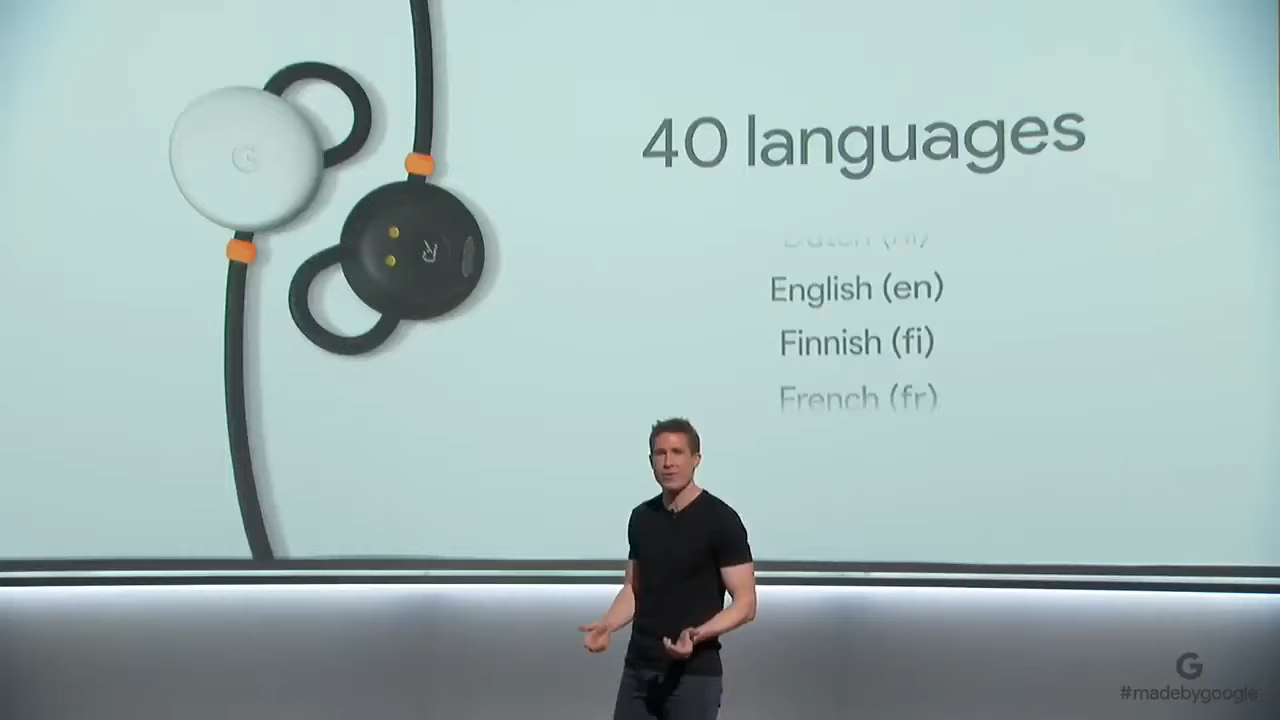 40 languages
English (en)
Finnish (fi)
French (fr)
G
#madebygoogle